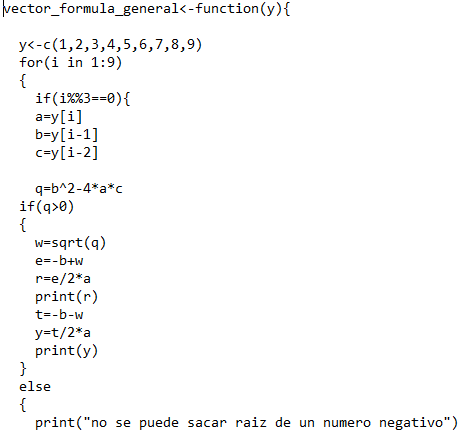 vector_formula_general<-function(y){
y<-c(1,2,3,4,5,6,7,8,9)
for(i in 1:9)
{
if(i%%3==0){
a=y[i]
b=y[i-1]
c=y[i-2]
q=b^2-4*a*c
if(q>0)
{
w=sqrt(q)
e=-b+w
r=e/2*a
print(r)
t=-b-w
y=t/2*a
print(y)
}
else
{
print("no se puede sacar raiz de un numero negativo")